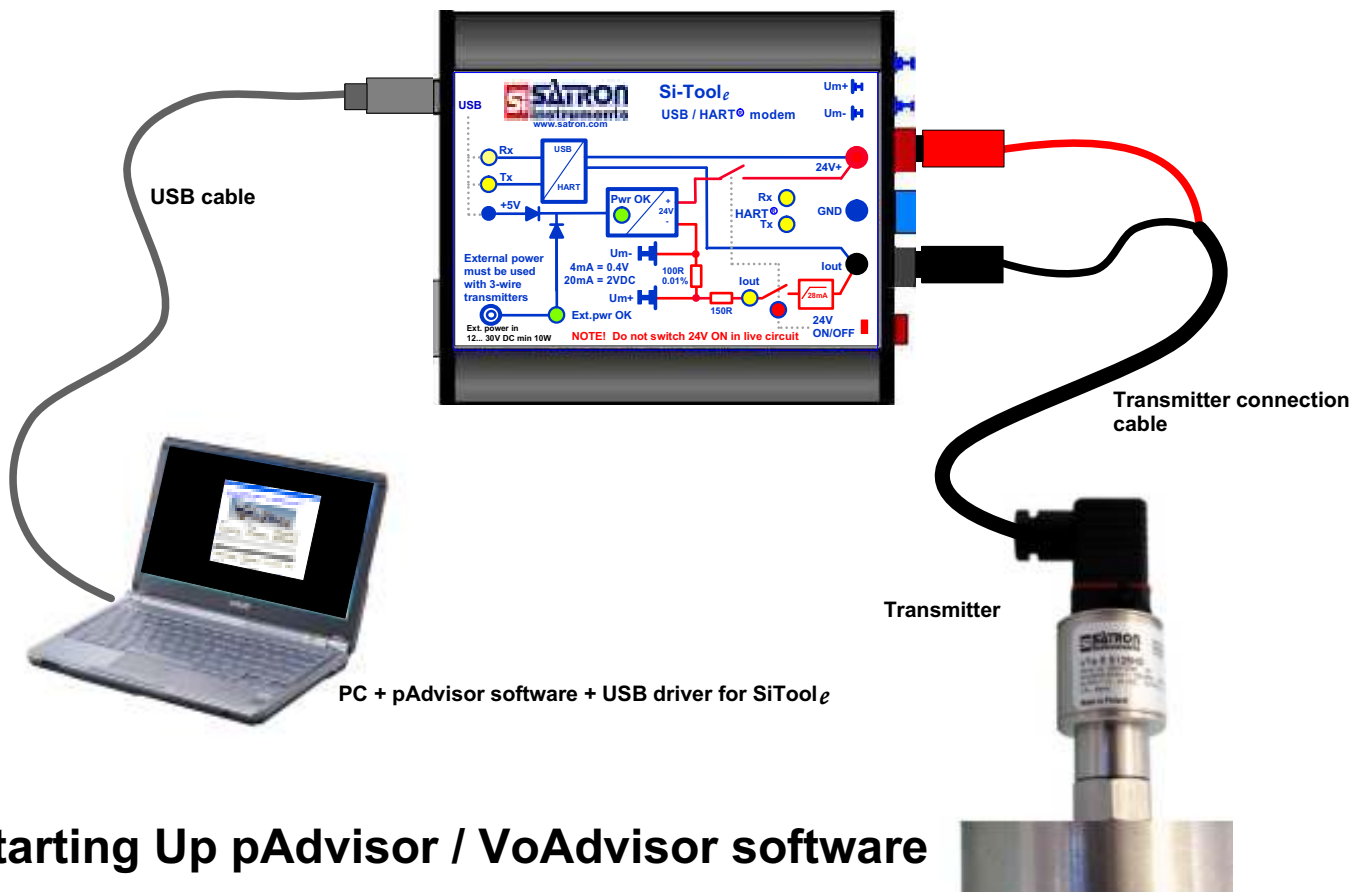 USB
SATRON
Instruments
www.satron.com
Si-Tool e
USB / HART® modem
Um+
Um-
Rx
Tx
+5V
USB
HART
Pwr OK
+
24V
-
24V+
Rx
HART®
Tx
GND
Iout
External power
must be used
with 3-wire
transmitters
Um-
4mA = 0.4V
20mA = 2VDC
Um+
100R
0.01%
150R
Iout
28mA
Ext.pwr OK
Ext. power in
12... 30V DC min 10W
NOTE! Do not switch 24V ON in live circuit
24V
ON/OFF
USB cable
Transmitter connection
cable
Transmitter
SATRON
PC + pAdvisor software + USB driver for SiTool e
tarting Up pAdvisor / VoAdvisor software